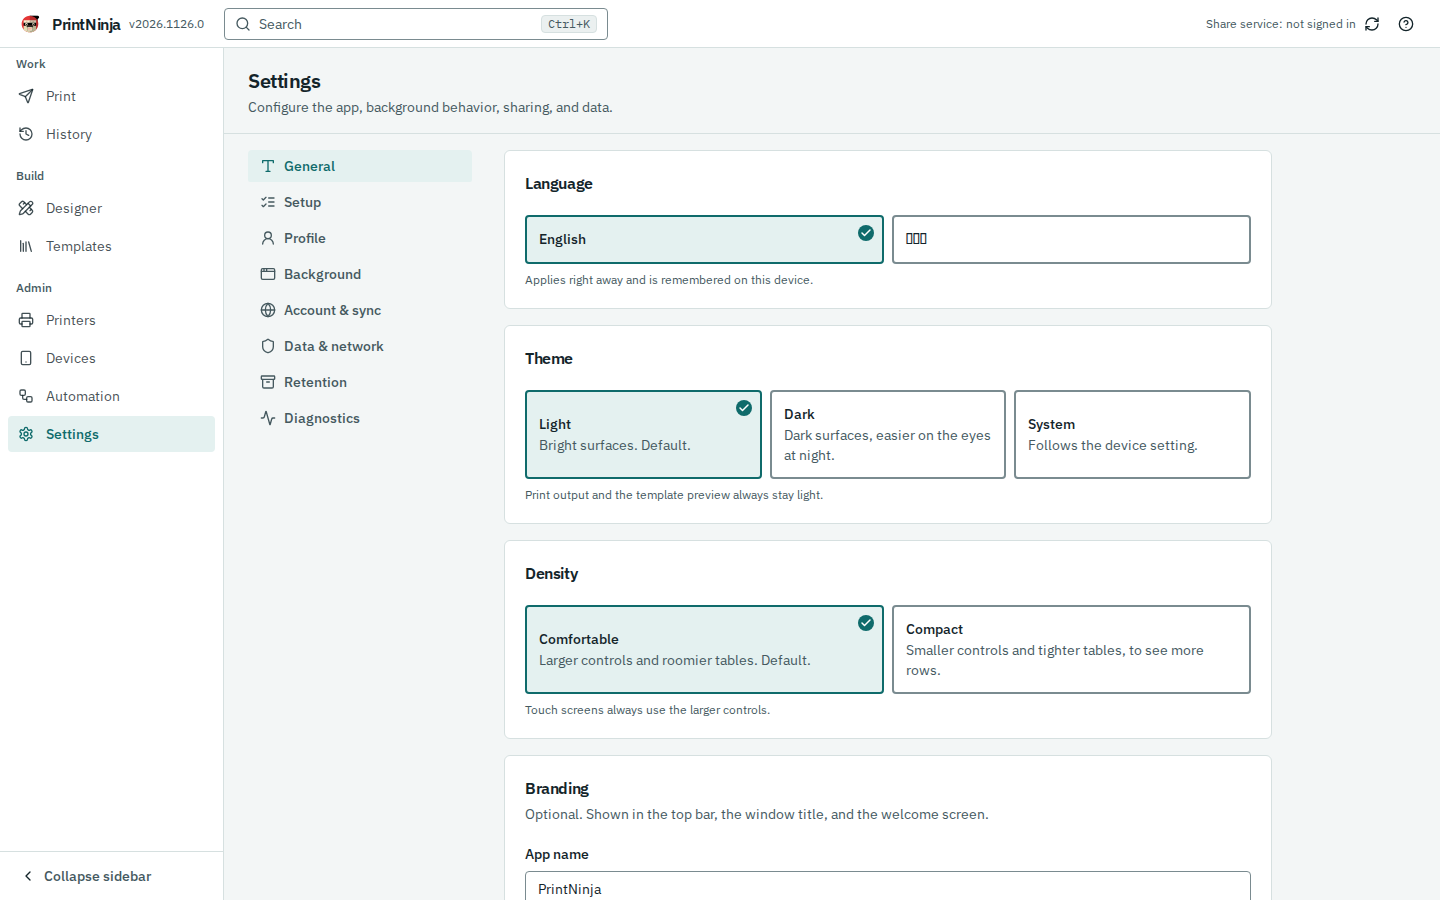 PrintNinja v2026.1126.0
Search Ctrl+K
Share service: not signed in
Work
Print
History
Build
Designer
Templates
Admin
Printers
Devices
Automation
Settings
Collapse sidebar
Settings
Configure the app, background behavior, sharing, and data.
General
Setup
Profile
Background
Account & sync
Data & network
Retention
Diagnostics
Language
English
Applies right away and is remembered on this device.
Theme
Light
Bright surfaces. Default.
Dark
Dark surfaces, easier on the eyes
at night.
System
Follows the device setting.
Print output and the template preview always stay light.
Density
Comfortable
Larger controls and roomier tables. Default.
Compact
Smaller controls and tighter tables, to see more
rows.
Touch screens always use the larger controls.
Branding
Optional. Shown in the top bar, the window title, and the welcome screen.
App name
PrintNinja